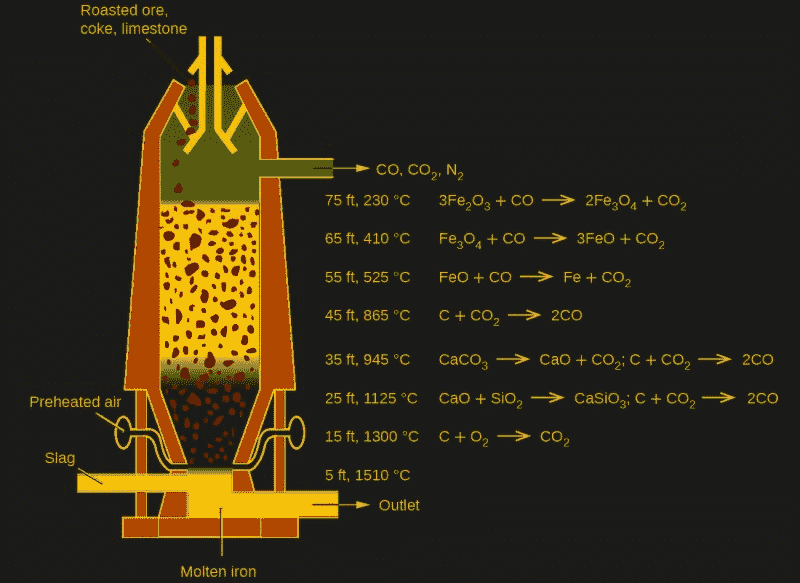 Roasted ore,
coke, limestone
CO, CO₂, N₂
75 ft, 230 °C 3Fe₂O₃ + CO ⟶ 2Fe₃O₄ + CO₂
65 ft, 410 °C Fe₃O₄ + CO ⟶ 3FeO + CO₂
55 ft, 525 °C FeO + CO ⟶ Fe + CO₂
45 ft, 865 °C C + CO₂ ⟶ 2CO
35 ft, 945 °C CaCO₃ ⟶ CaO + CO₂; C + CO₂ ⟶ 2CO
25 ft, 1125 °C CaO + SiO₂ ⟶ CaSiO₃; C + CO₂ ⟶ 2CO
Preheated air
15 ft, 1300 °C C + O₂ ⟶ CO₂
Slag
5 ft, 1510 °C
Outlet
Molten iron